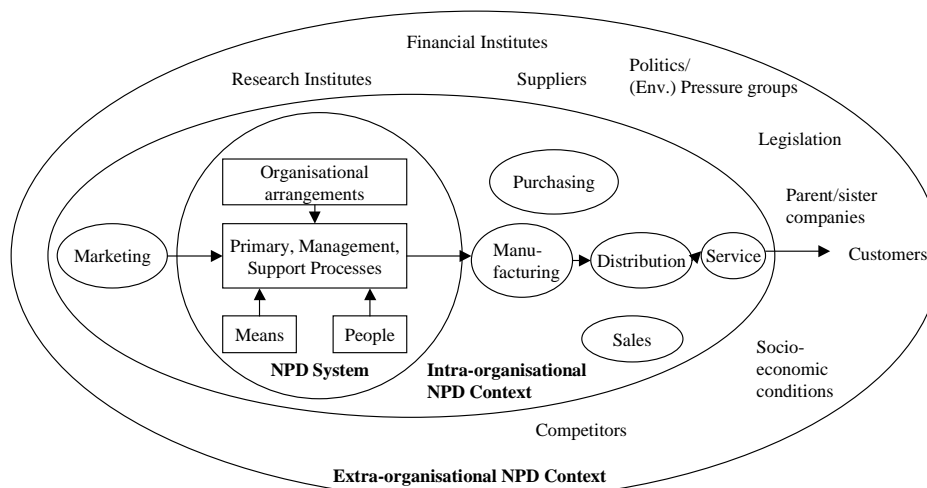 Financial Institutes
Research Institutes
Suppliers
Politics/
(Env.) Pressure groups
Legislation
Organisational
arrangements
Purchasing
Parent/sister
companies
Marketing
Primary, Management,
Support Processes
Manu-
facturing
Distribution
Service
Customers
Means
People
Sales
NPD System
Intra-organisational
NPD Context
Socio-
economic
conditions
Competitors
Extra-organisational NPD Context